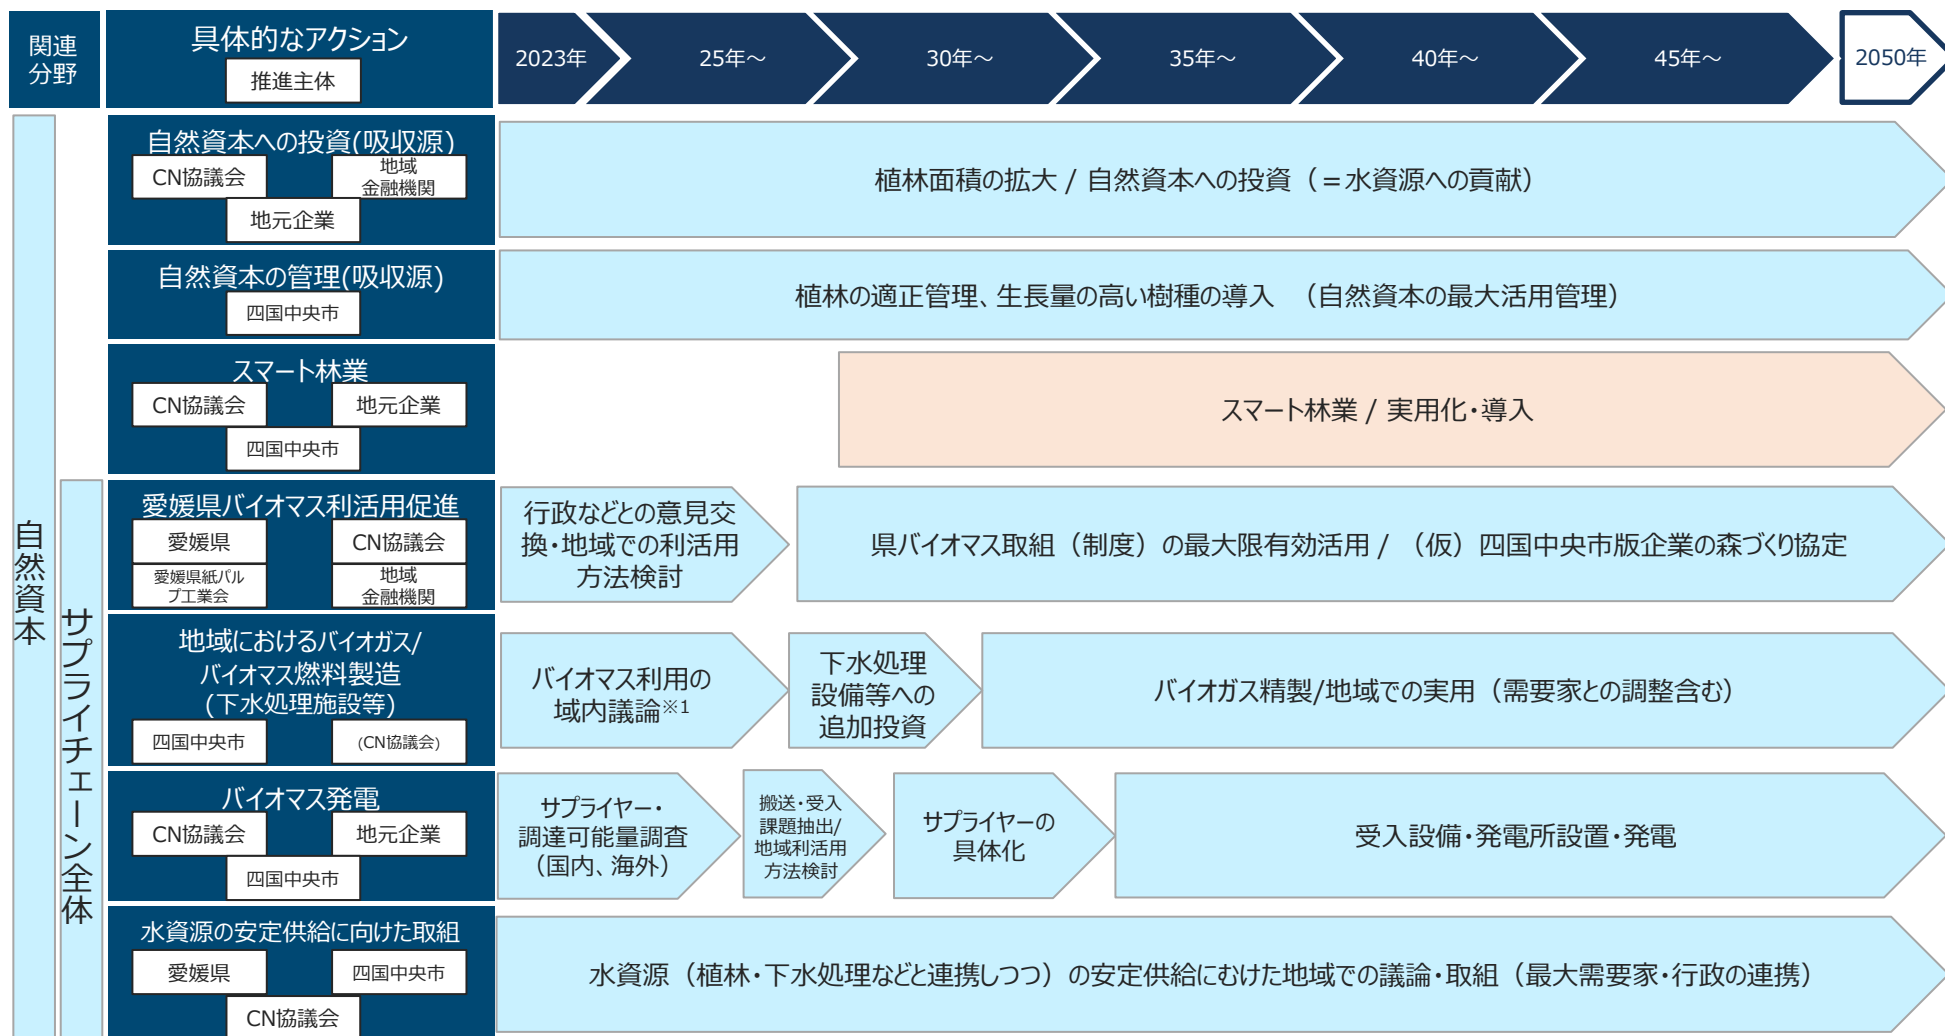 関連
分野
具体的なアクション
推進主体
2023年
25年～
30年～
35年～
40年～
45年～
2050年
自然資本
サプライチェーン全体
自然資本への投資(吸収源)
CN協議会
地域
金融機関
地元企業
植林面積の拡大 / 自然資本への投資（＝水資源への貢献）
自然資本の管理(吸収源)
四国中央市
植林の適正管理、生長量の高い樹種の導入　（自然資本の最大活用管理）
スマート林業
CN協議会
地元企業
四国中央市
スマート林業 / 実用化・導入
愛媛県バイオマス利活用促進
愛媛県
CN協議会
愛媛県紙パル
プ工業会
地域
金融機関
行政などとの意見交
換・地域での利活用
方法検討
県バイオマス取組（制度）の最大限有効活用 / （仮）四国中央市版企業の森づくり協定
地域におけるバイオガス/
バイオマス燃料製造
(下水処理施設等)
四国中央市
(CN協議会)
バイオマス利用の
域内議論※1
下水処理
設備等への
追加投資
バイオガス精製/地域での実用（需要家との調整含む）
バイオマス発電
CN協議会
地元企業
四国中央市
サプライヤー・
調達可能量調査
（国内、海外）
搬送・受入
課題抽出/
地域利活用
方法検討
サプライヤーの
具体化
受入設備・発電所設置・発電
水資源の安定供給に向けた取組
愛媛県
四国中央市
CN協議会
水資源（植林・下水処理などと連携しつつ）の安定供給にむけた地域での議論・取組（最大需要家・行政の連携）